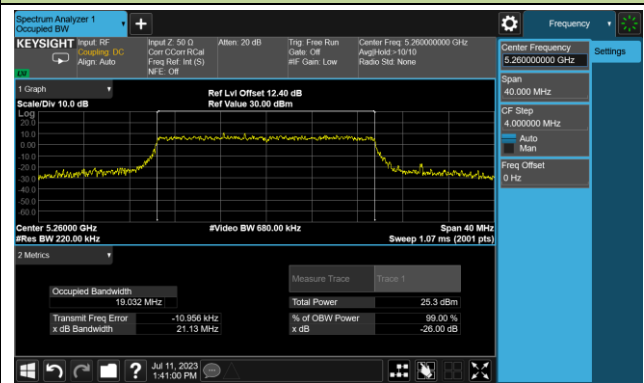 Spectrum Analyzer 1
Occupied BW
Frequency
KEYSIGHT
Input: RF
Coupling: DC
Align: Auto
Input Z: 50 Ω
Corr CCorr RCal
Freq Ref: Int (S)
NFE: Off
Atten: 20 dB
Trig: Free Run
Gate: Off
#IF Gain: Low
Center Freq: 5.260000000 GHz
Avg|Hold:>10/10
Radio Std: None
Center Frequency
5.260000000 GHz
Settings
Span
40.000 MHz
CF Step
4.000000 MHz
Auto
Man
Freq Offset
0 Hz
1 Graph
Scale/Div 10.0 dB
Ref Lvl Offset 12.40 dB
Ref Value 30.00 dBm
Log
20.0
10.0
0.00
-10.0
-20.0
-30.0
-40.0
-50.0
-60.0
Center 5.26000 GHz
#Video BW 680.00 kHz
Span 40 MHz
#Res BW 220.00 kHz
Sweep 1.07 ms (2001 pts)
2 Metrics
Measure Trace
Trace 1
Occupied Bandwidth
19.032 MHz
Total Power
25.3 dBm
Transmit Freq Error
-10.956 kHz
% of OBW Power
99.00 %
x dB Bandwidth
21.13 MHz
x dB
-26.00 dB
Jul 11, 2023
1:41:00 PM